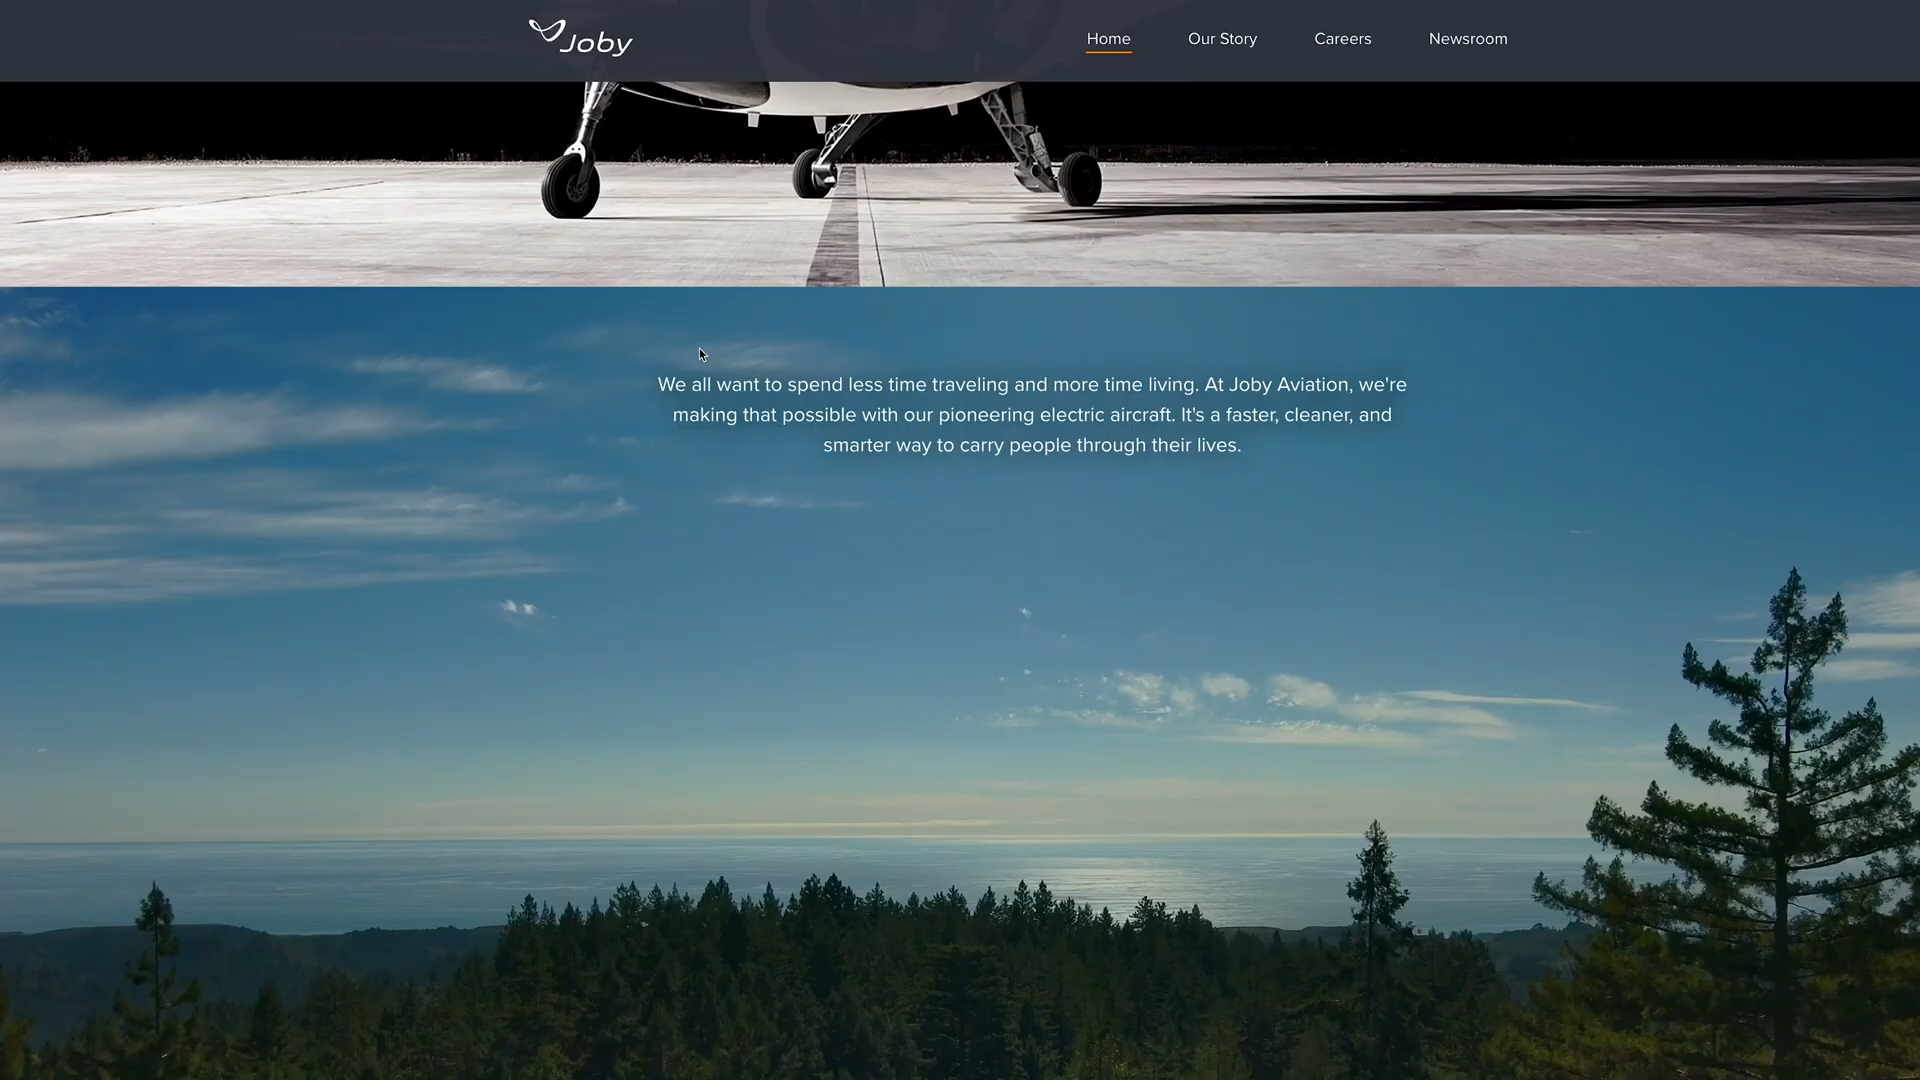 Joby
Home
Our Story
Careers
Newsroom
We all want to spend less time traveling and more time living. At Joby Aviation, we're
making that possible with our pioneering electric aircraft. It's a faster, cleaner, and
smarter way to carry people through their lives.